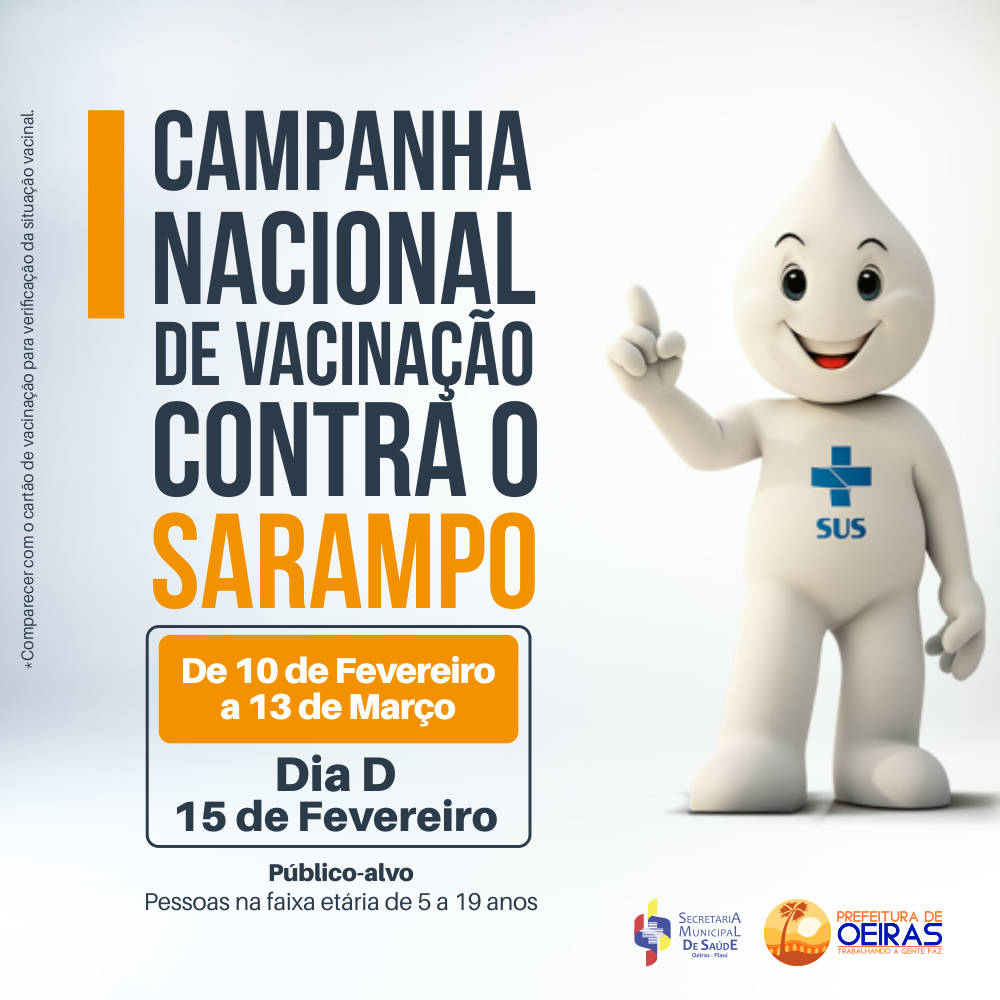 CAMPANHA
NACIONAL
DE VACINAÇÃO
CONTRA O
SARAMPO
De 10 de Fevereiro
a 13 de Março
Dia D
15 de Fevereiro
Público-alvo
Pessoas na faixa etária de 5 a 19 anos
*Comparecer com o cartão de vacinação para verificação da situação vacinal.
SUS
SECRETARIA
MUNICIPAL
DE SAÚDE
Oeiras - Piauí
PREFEITURA DE
OEIRAS
TRABALHANDO A GENTE FAZ